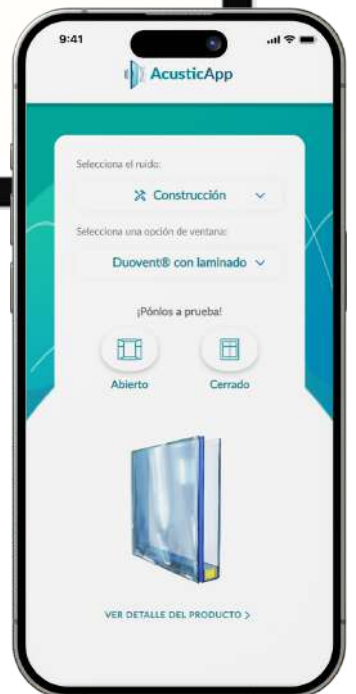 9:41
AcusticApp
Selecciona el ruido:
Construcción
Selecciona una opción de ventana:
Duovent® con laminado
¡Pónlos a prueba!
Abierto
Cerrado
VER DETALLE DEL PRODUCTO >